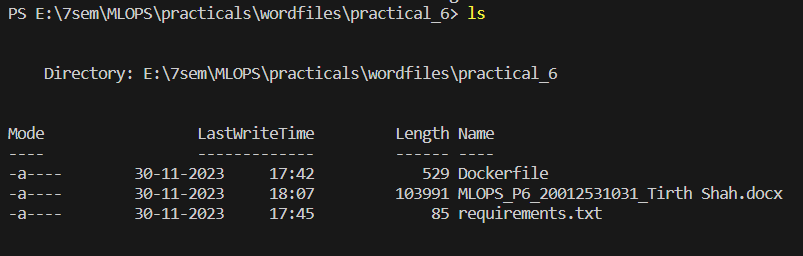 PS E:\7sem\MLOPS\practicals\wordfiles\practical_6> ls
Directory: E:\7sem\MLOPS\practicals\wordfiles\practical_6
Mode LastWriteTime Length Name
---- ------------- ------ ----
-a---- 30-11-2023 17:42 529 Dockerfile
-a---- 30-11-2023 18:07 103991 MLOPS_P6_20012531031_Tirth Shah.docx
-a---- 30-11-2023 17:45 85 requirements.txt